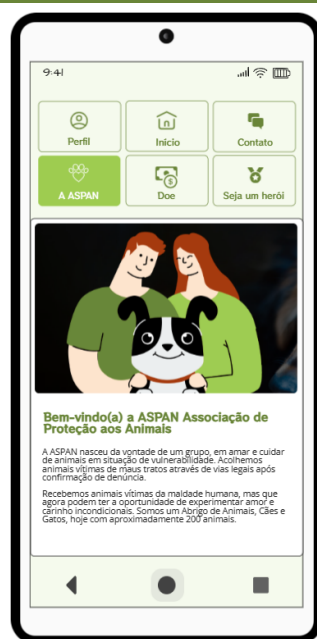 9:41
Perfil
Início
Contato
A ASPAN
Doe
Seja um herói
Bem-vindo(a) a ASPAN Associação de
Proteção aos Animais
A ASPAN nasceu da vontade de um grupo, em amar e cuidar
de animais em situação de vulnerabilidade. Acolhemos
animais vítimas de maus tratos através de vias legais após
confirmação de denúncia.
Recebemos animais vítimas da maldade humana, mas que
agora podem ter a oportunidade de experimentar amor e
carinho incondicionais. Somos um Abrigo de Animais, Cães e
Gatos, hoje com aproximadamente 200 animais.